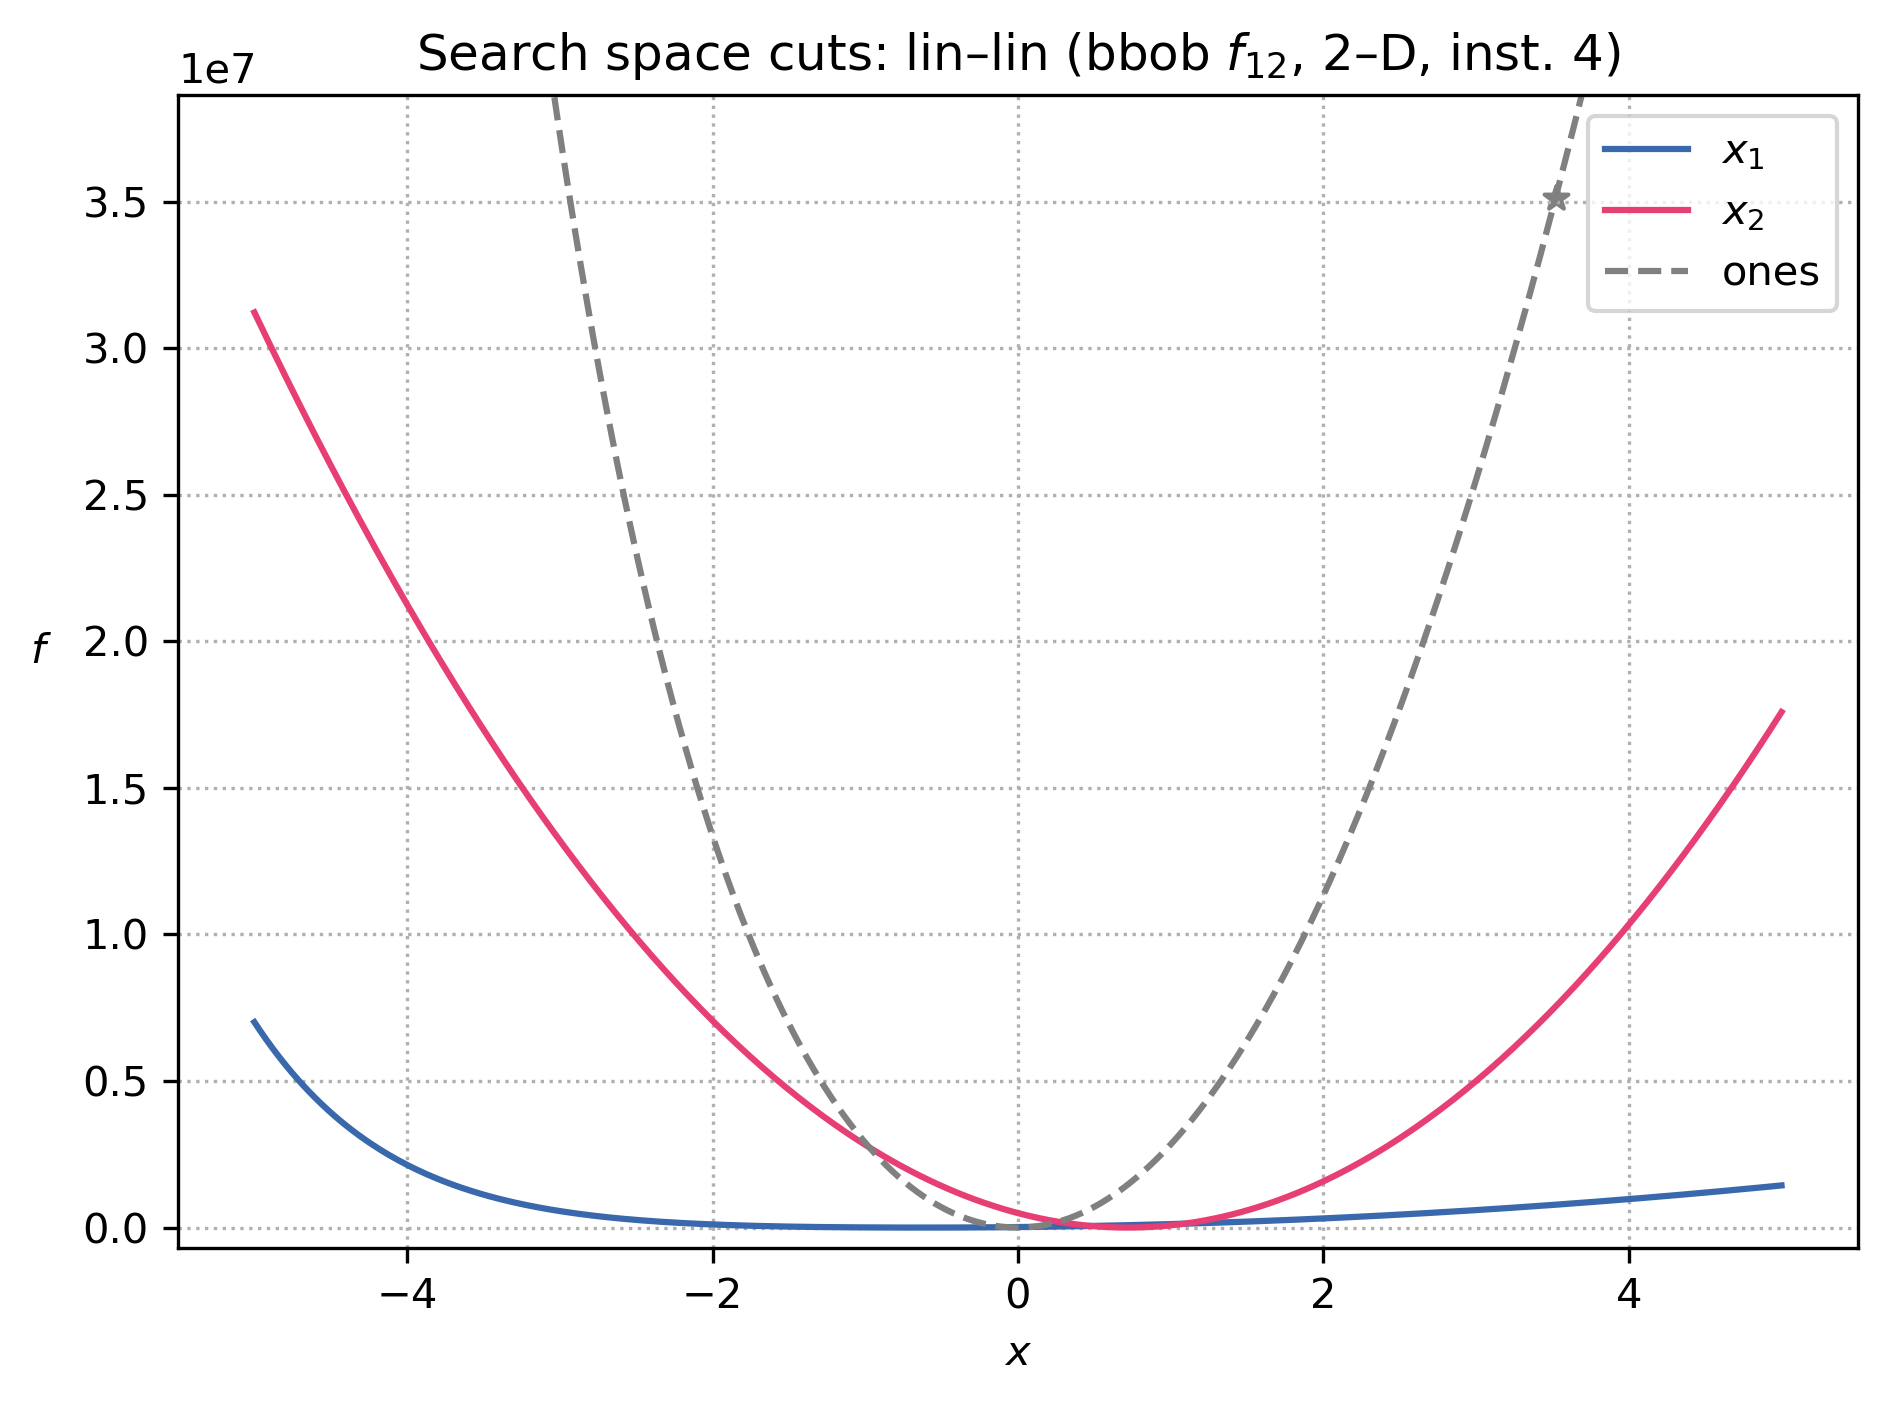 Search space cuts: lin–lin (bbob f₁₂, 2–D, inst. 4)
1e7
3.5
3.0
2.5
2.0
1.5
1.0
0.5
0.0
f
−4
−2
0
2
4
x
x₁
x₂
ones